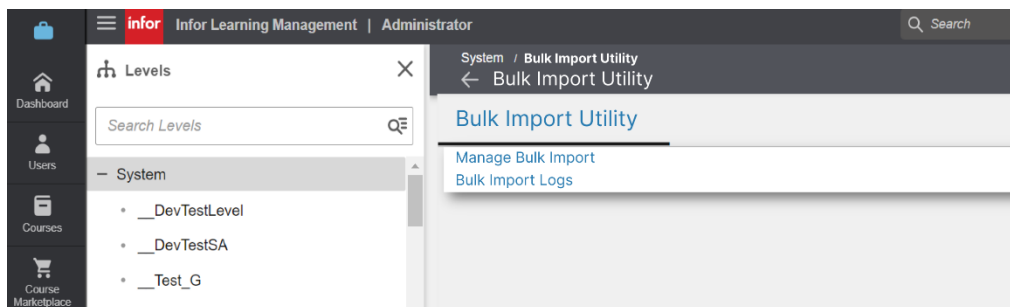 infor Infor Learning Management | Administrator
Search
Dashboard
Users
Courses
Course
Marketplace
Levels
Search Levels
System
__DevTestLevel
__DevTestSA
__Test_G
System / Bulk Import Utility
Bulk Import Utility
Bulk Import Utility
Manage Bulk Import
Bulk Import Logs